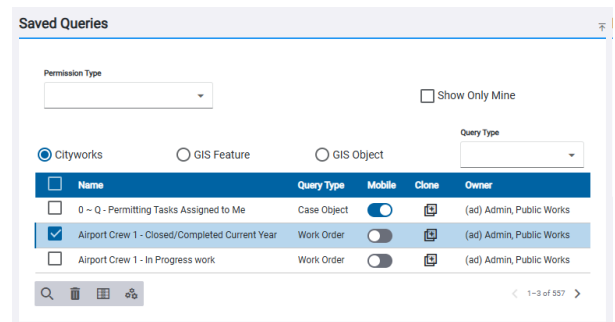 Saved Queries
Permission Type
Show Only Mine
Query Type
Cityworks GIS Feature GIS Object
Name Query Type Mobile Clone Owner
0 ~ Q - Permitting Tasks Assigned to Me Case Object (ad) Admin, Public Works
Airport Crew 1 - Closed/Completed Current Year Work Order (ad) Admin, Public Works
Airport Crew 1 - In Progress work Work Order (ad) Admin, Public Works
1–3 of 557